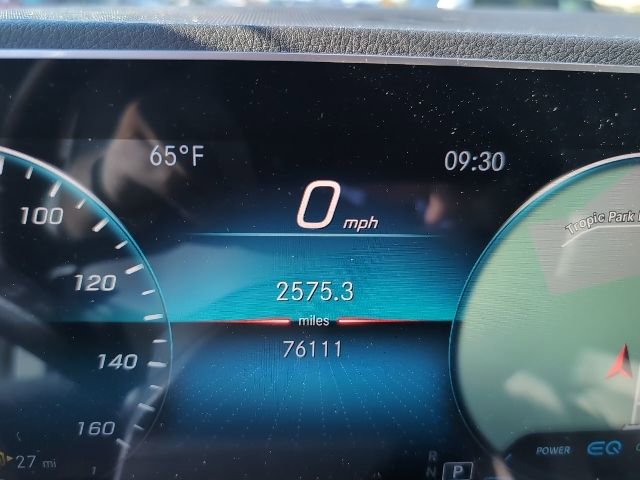 65°F
09:30
0 mph
100
Tropic Park
120
2575.3
miles
76111
140
160
27 mi
R
N
P
POWER
EQ